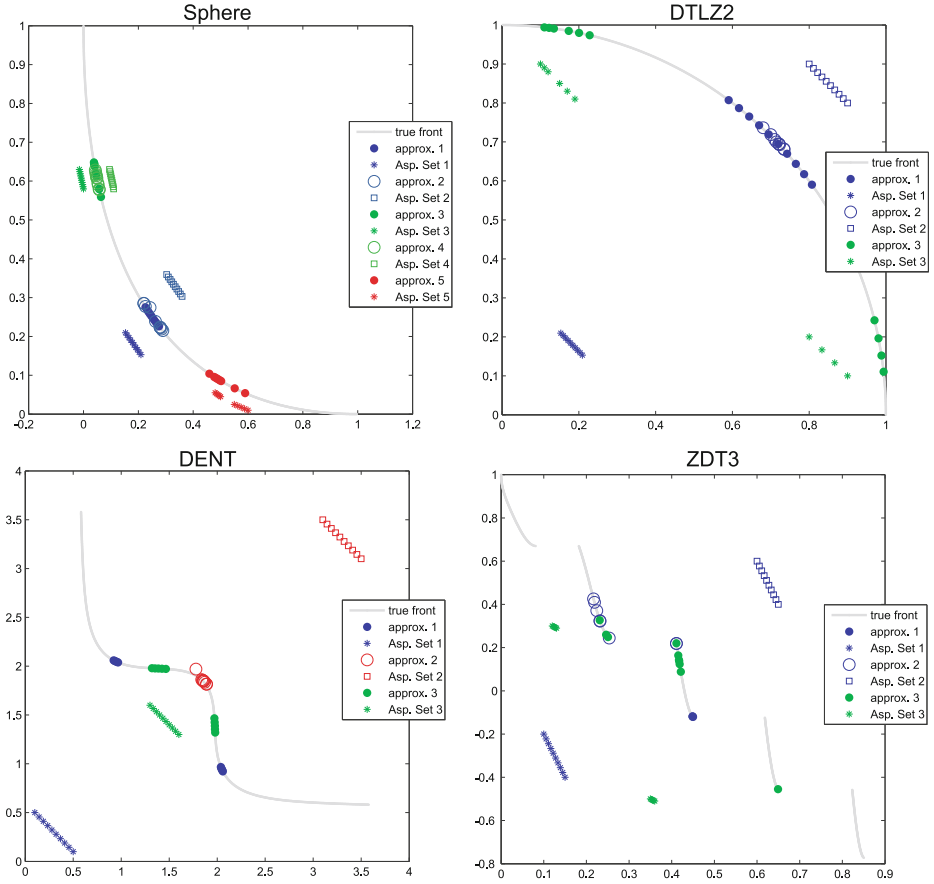 Sphere
1
0.9
0.8
0.7
0.6
0.5
0.4
0.3
0.2
0.1
0
-0.2
0
0.2
0.4
0.6
0.8
1
1.2
true front
approx. 1
Asp. Set 1
approx. 2
Asp. Set 2
approx. 3
Asp. Set 3
approx. 4
Asp. Set 4
approx. 5
Asp. Set 5
DTLZ2
1
0.9
0.8
0.7
0.6
0.5
0.4
0.3
0.2
0.1
0
0
0.2
0.4
0.6
0.8
1
true front
approx. 1
Asp. Set 1
approx. 2
Asp. Set 2
approx. 3
Asp. Set 3
DENT
4
3.5
3
2.5
2
1.5
1
0.5
0
0
0.5
1
1.5
2
2.5
3
3.5
4
true front
approx. 1
Asp. Set 1
approx. 2
Asp. Set 2
approx. 3
Asp. Set 3
ZDT3
1
0.8
0.6
0.4
0.2
0
-0.2
-0.4
-0.6
-0.8
0
0.1
0.2
0.3
0.4
0.5
0.6
0.7
0.8
0.9
true front
approx. 1
Asp. Set 1
approx. 2
Asp. Set 2
approx. 3
Asp. Set 3